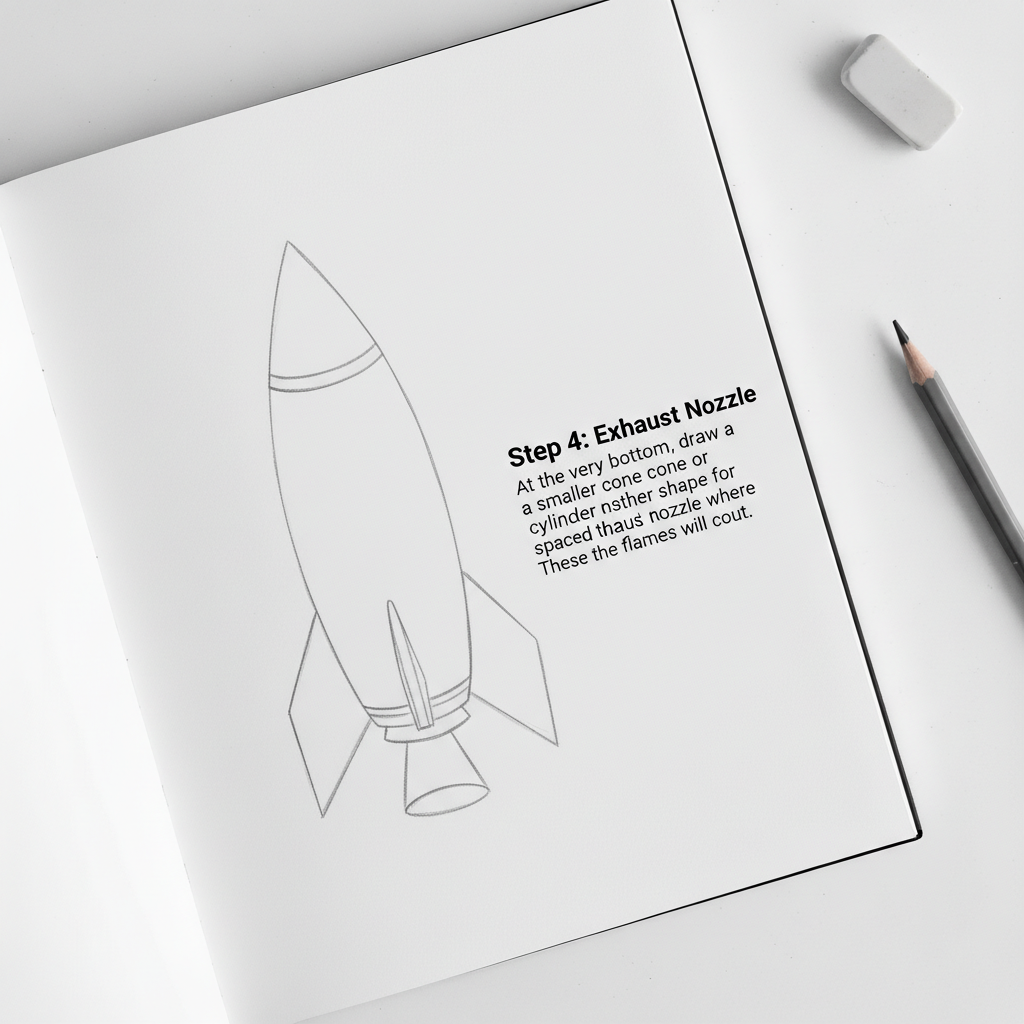 Step 4: Exhaust Nozzle
At the very bottom, draw a
a smaller cone cone or
cylinder nsther shape for
spaced thaus nozzle where
These the flames will cout.